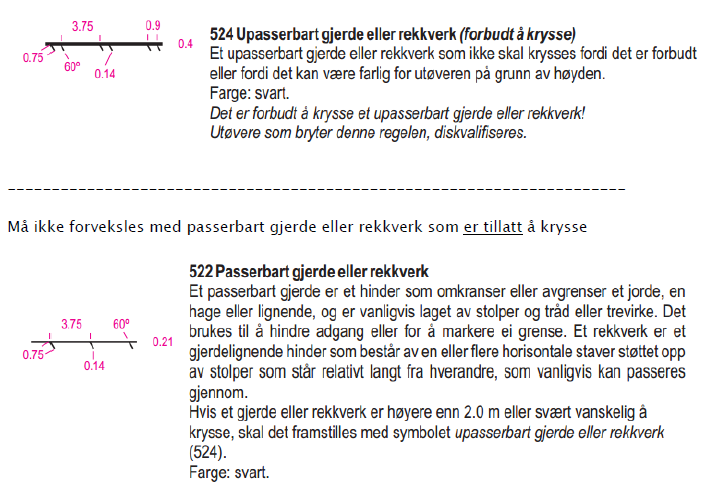 3.75 0.9
0.4
0.75 60º 0.14
524 Upasserbart gjerde eller rekkverk (forbudt å krysse)
Et upasserbart gjerde eller rekkverk som ikke skal krysses fordi det er forbudt
eller fordi det kan være farlig for utøveren på grunn av høyden.
Farge: svart.
Det er forbudt å krysse et upasserbart gjerde eller rekkverk!
Utøvere som bryter denne regelen, diskvalifiseres.
Må ikke forveksles med passerbart gjerde eller rekkverk som er tillatt å krysse
3.75 60º
0.21
0.75
0.14
522 Passerbart gjerde eller rekkverk
Et passerbart gjerde er et hinder som omkranser eller avgrenser et jorde, en
hage eller lignende, og er vanligvis laget av stolper og tråd eller trevirke. Det
brukes til å hindre adgang eller for å markere ei grense. Et rekkverk er et
gjerdelignende hinder som består av en eller flere horisontale staver støttet opp
av stolper som står relativt langt fra hverandre, som vanligvis kan passeres
gjennom.
Hvis et gjerde eller rekkverk er høyere enn 2.0 m eller svært vanskelig å
krysse, skal det framstilles med symbolet upasserbart gjerde eller rekkverk
(524).
Farge: svart.